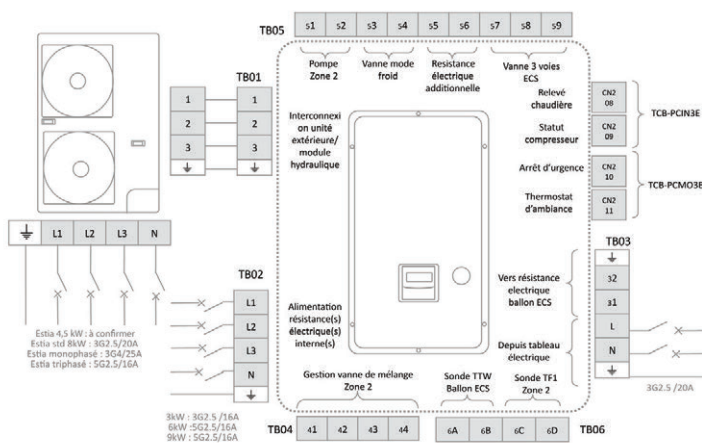 TB05
s1 s2 s3 s4 s5 s6 s7 s8 s9
Pompe
Zone 2
Vanne mode
froid
Resistance
électrique
additionnelle
Vanne 3 voies
ECS
TB01
1 1
2 2
3 3
Interconnexi
on unité
extérieure/
module
hydraulique
Relevé
chaudière
CN2
08
Statut
compresseur
CN2
09
TCB-PCIN3E
Arrêt d'urgence
CN2
10
Thermostat
d'ambiance
CN2
11
TCB-PCMO3E
L1 L2 L3 N
Estia 4,5 kW : à confirmer
Estia std 8kW : 3G2.5/20A
Estia monophasé : 3G4/25A
Estia triphasé : 5G2.5/16A
TB02
L1
L2
L3
N
Alimentation
résistance(s)
électrique(s)
interne(s)
3kW : 3G2.5 /16A
6kW :5G2.5/16A
9kW : 5G2.5/16A
TB03
32
31
L
N
Vers résistance
electrique
ballon ECS
Depuis tableau
électrique
3G2.5 /20A
Gestion vanne de mélange
Zone 2
Sonde TTW
Ballon ECS
Sonde TF1
Zone 2
TB04
41 42 43 44
6A 6B 6C 6D
TB06